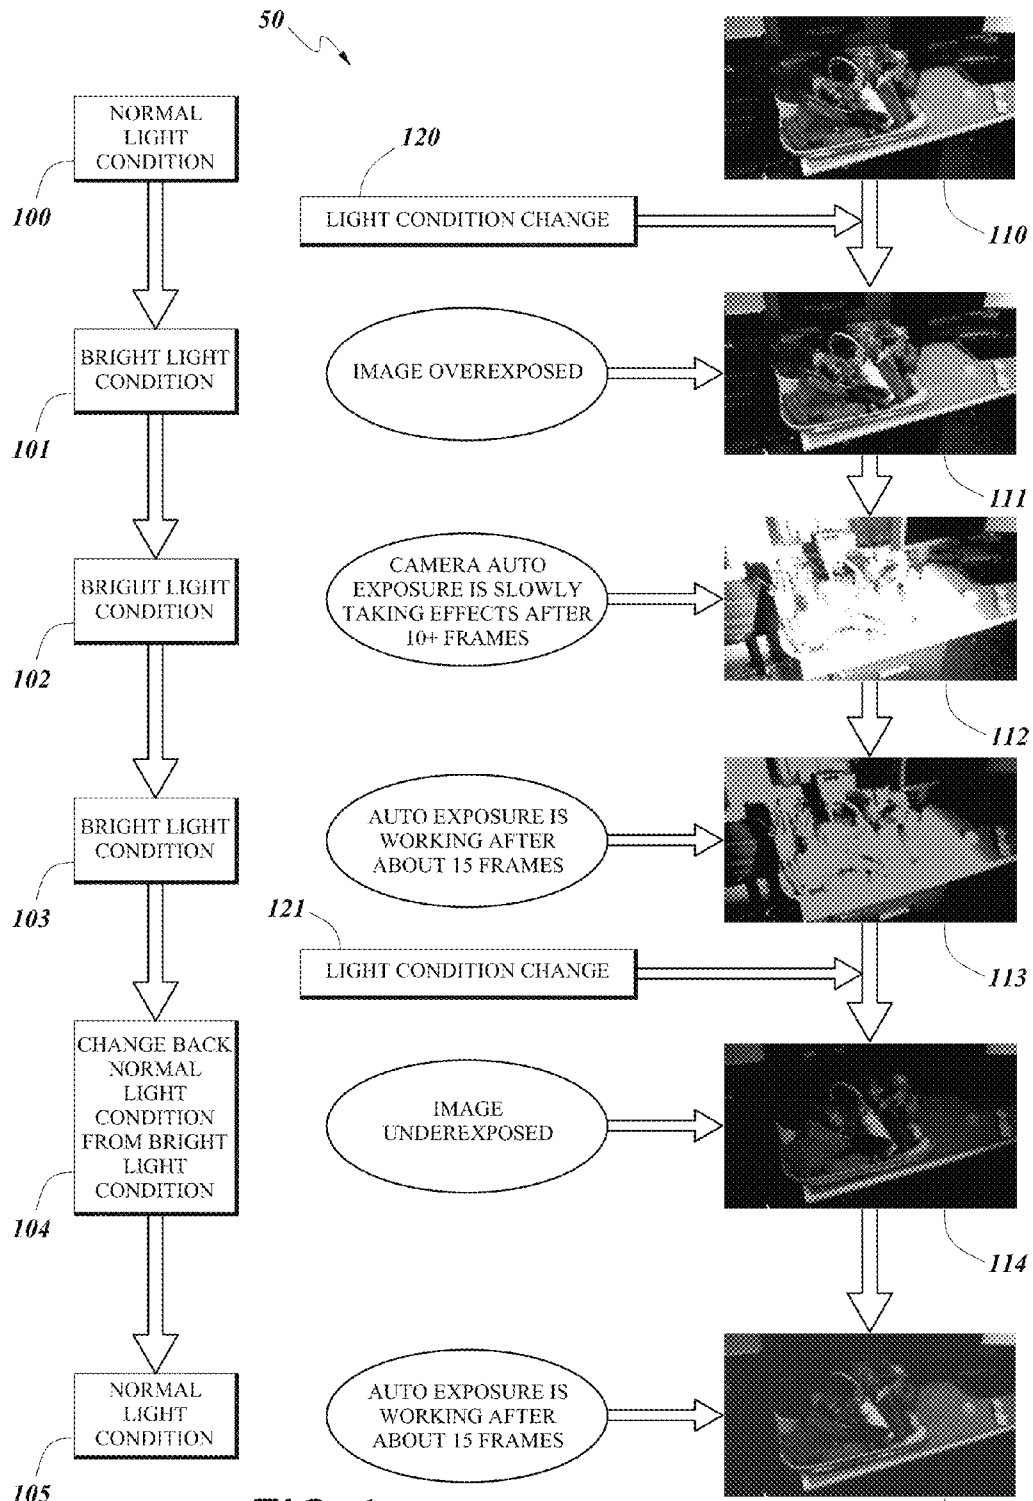 50
NORMAL
LIGHT
CONDITION
100
120
LIGHT CONDITION CHANGE
110
BRIGHT LIGHT
CONDITION
101
IMAGE OVEREXPOSED
111
BRIGHT LIGHT
CONDITION
102
CAMERA AUTO
EXPOSURE IS SLOWLY
TAKING EFFECTS AFTER
10+ FRAMES
112
BRIGHT LIGHT
CONDITION
103
AUTO EXPOSURE IS
WORKING AFTER
ABOUT 15 FRAMES
113
121
LIGHT CONDITION CHANGE
CHANGE BACK
NORMAL
LIGHT
CONDITION
FROM BRIGHT
LIGHT
CONDITION
104
IMAGE
UNDEREXPOSED
114
NORMAL
LIGHT
CONDITION
105
AUTO EXPOSURE IS
WORKING AFTER
ABOUT 15 FRAMES